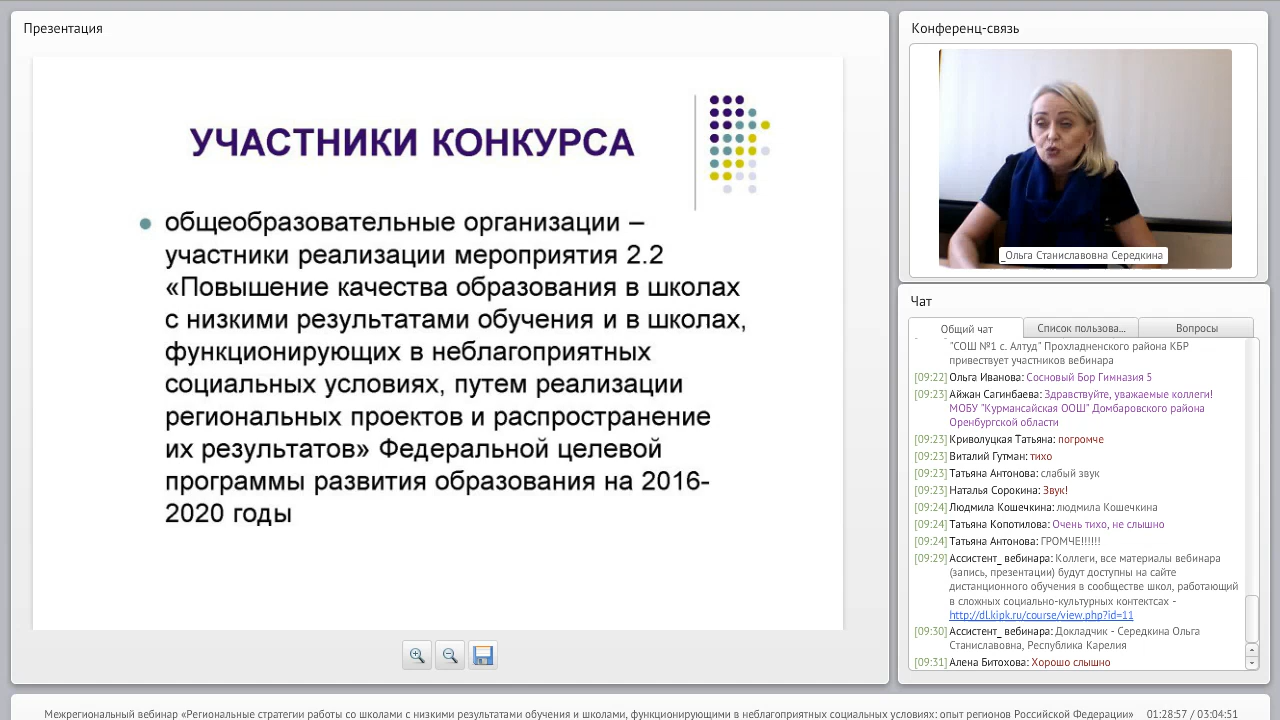 Презентация
УЧАСТНИКИ КОНКУРСА
общеобразовательные организации –
участники реализации мероприятия 2.2
«Повышение качества образования в школах
с низкими результатами обучения и в школах,
функционирующих в неблагоприятных
социальных условиях, путем реализации
региональных проектов и распространение
их результатов» Федеральной целевой
программы развития образования на 2016-
2020 годы
Конференц-связь
_Ольга Станиславовна Середкина
Чат
Общий чат
Список пользова...
Вопросы
"СОШ №1 с. Алтуд" Прохладненского района КБР
привествует участников вебинара
[09:22] Ольга Иванова: Сосновый Бор Гимназия 5
[09:23] Айжан Сагинбаева: Здравствуйте, уважаемые коллеги!
МОБУ "Курмансайская ООШ" Домбаровского района
Оренбургской области
[09:23] Криволуцкая Татьяна: погромче
[09:23] Виталий Гутман: тихо
[09:23] Татьяна Антонова: слабый звук
[09:23] Наталья Сорокина: Звук!
[09:24] Людмила Кошечкина: людмила Кошечкина
[09:24] Татьяна Копотилова: Очень тихо, не слышно
[09:24] Татьяна Антонова: ГРОМЧЕ!!!!!!
[09:29] Ассистент_ вебинара: Коллеги, все материалы вебинара
(запись, презентации) будут доступны на сайте
дистанционного обучения в сообществе школ, работающий
в сложных социально-культурных контектсах -
http://dl.kipk.ru/course/view.php?id=11
[09:30] Ассистент_ вебинара: Докладчик - Середкина Ольга
Станиславовна, Республика Карелия
[09:31] Алена Битохова: Хорошо слышно
Межрегиональный вебинар «Региональные стратегии работы со школами с низкими результатами обучения и школами, функционирующими в неблагоприятных социальных условиях: опыт регионов Российской Федерации» 01:28:57 / 03:04:51